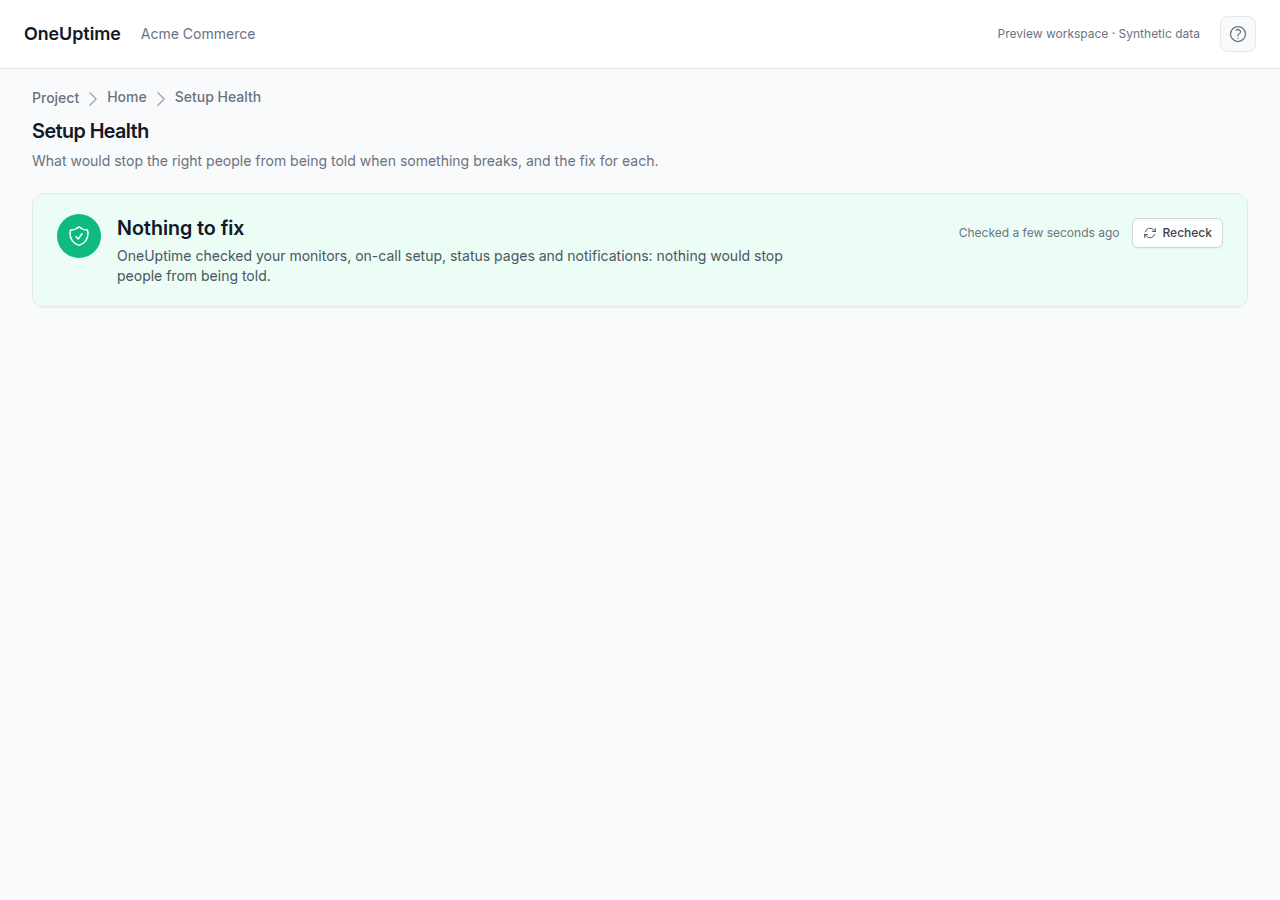 OneUptime Acme Commerce Preview workspace · Synthetic data
Project Home Setup Health
Setup Health
What would stop the right people from being told when something breaks, and the fix for each.
Nothing to fix
Checked a few seconds ago Recheck
OneUptime checked your monitors, on-call setup, status pages and notifications: nothing would stop
people from being told.